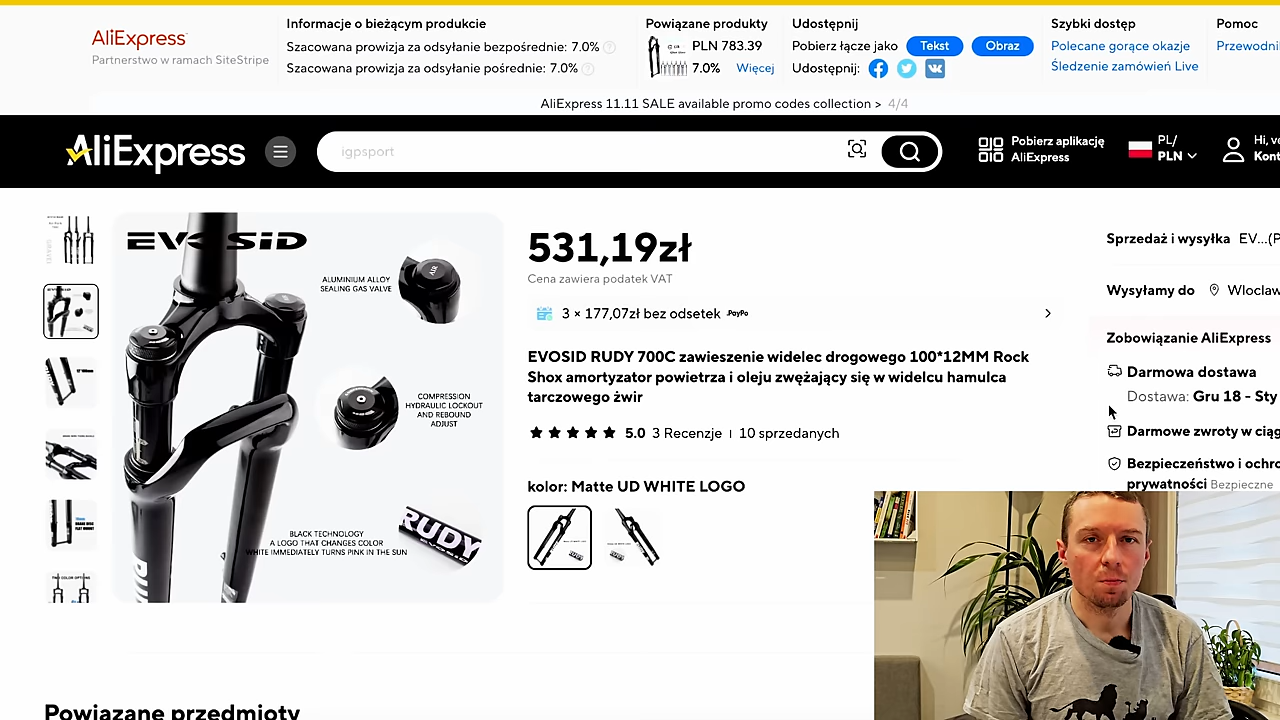 AliExpress
Partnerstwo w ramach SiteStripe
Informacje o bieżącym produkcie
Szacowana prowizja za odsyłanie bezpośrednie: 7.0%
Szacowana prowizja za odsyłanie pośrednie: 7.0%
Powiązane produkty
PLN 783.39
7.0% Więcej
Udostępnij
Pobierz łącze jako Tekst Obraz
Udostępnij:
Szybki dostęp
Polecane gorące okazje
Śledzenie zamówień Live
Pomoc
Przewodni
AliExpress 11.11 SALE available promo codes collection > 4/4
AliExpress
igpsport
Pobierz aplikację
AliExpress
PL/
PLN
Hi, we
Kont
EVOSID
ALUMINIUM ALLOY
SEALING GAS VALVE
AIR
COMPRESSION
HYDRAULIC LOCKOUT
AND REBOUND
ADJUST
BLACK TECHNOLOGY
A LOGO THAT CHANGES COLOR
WHITE IMMEDIATELY TURNS PINK IN THE SUN
RUDY
531,19zł
Cena zawiera podatek VAT
3 × 177,07zł bez odsetek PayPo
EVOSID RUDY 700C zawieszenie widelec drogowego 100*12MM Rock
Shox amortyzator powietrza i oleju zwężający się w widelcu hamulca
tarczowego żwir
5.0 3 Recenzje | 10 sprzedanych
kolor: Matte UD WHITE LOGO
Sprzedaż i wysyłka EV...(P
Wysyłamy do Wloclaw
Zobowiązanie AliExpress
Darmowa dostawa
Dostawa: Gru 18 - Sty
Darmowe zwroty w ciąg
Bezpieczeństwo i ochro
prywatności Bezpieczne
Powiązane przedmioty